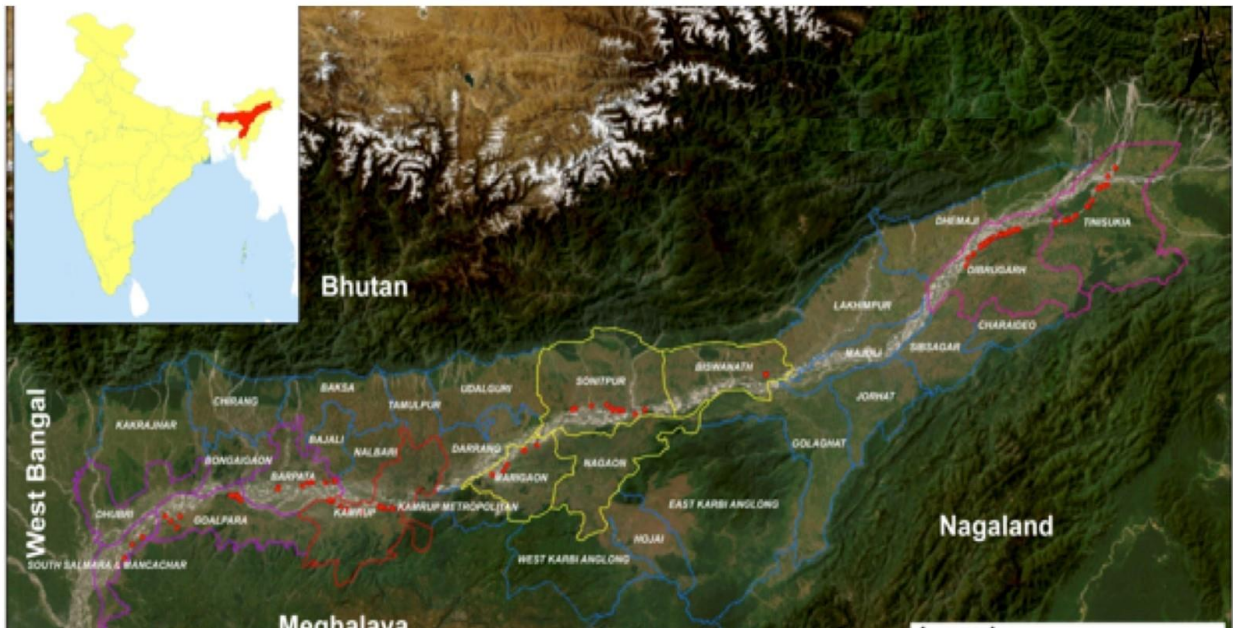 Bhutan
West Bangal
Nagaland
Meghalaya
DHEMAJI
TINISUKIA
DIBRUGARH
LAKHIMPUR
CHARAIDEO
MAJULI
SIBSAGAR
BISWANATH
SONITPUR
JORHAT
UDALGURI
BAKSA
TAMULPUR
CHIRANG
KAKRAJHAR
BAJALI
NALBARI
DARRANG
GOLAGHAT
BONGAIGAON
BARPATA
MARIGAON
NAGAON
EAST KARBI ANGLONG
DHUBRI
GOALPARA
KAMRUP
KAMRUP METROPOLITAN
HOJAI
WEST KARBI ANGLONG
SOUTH SALMARA & MANCACHAR